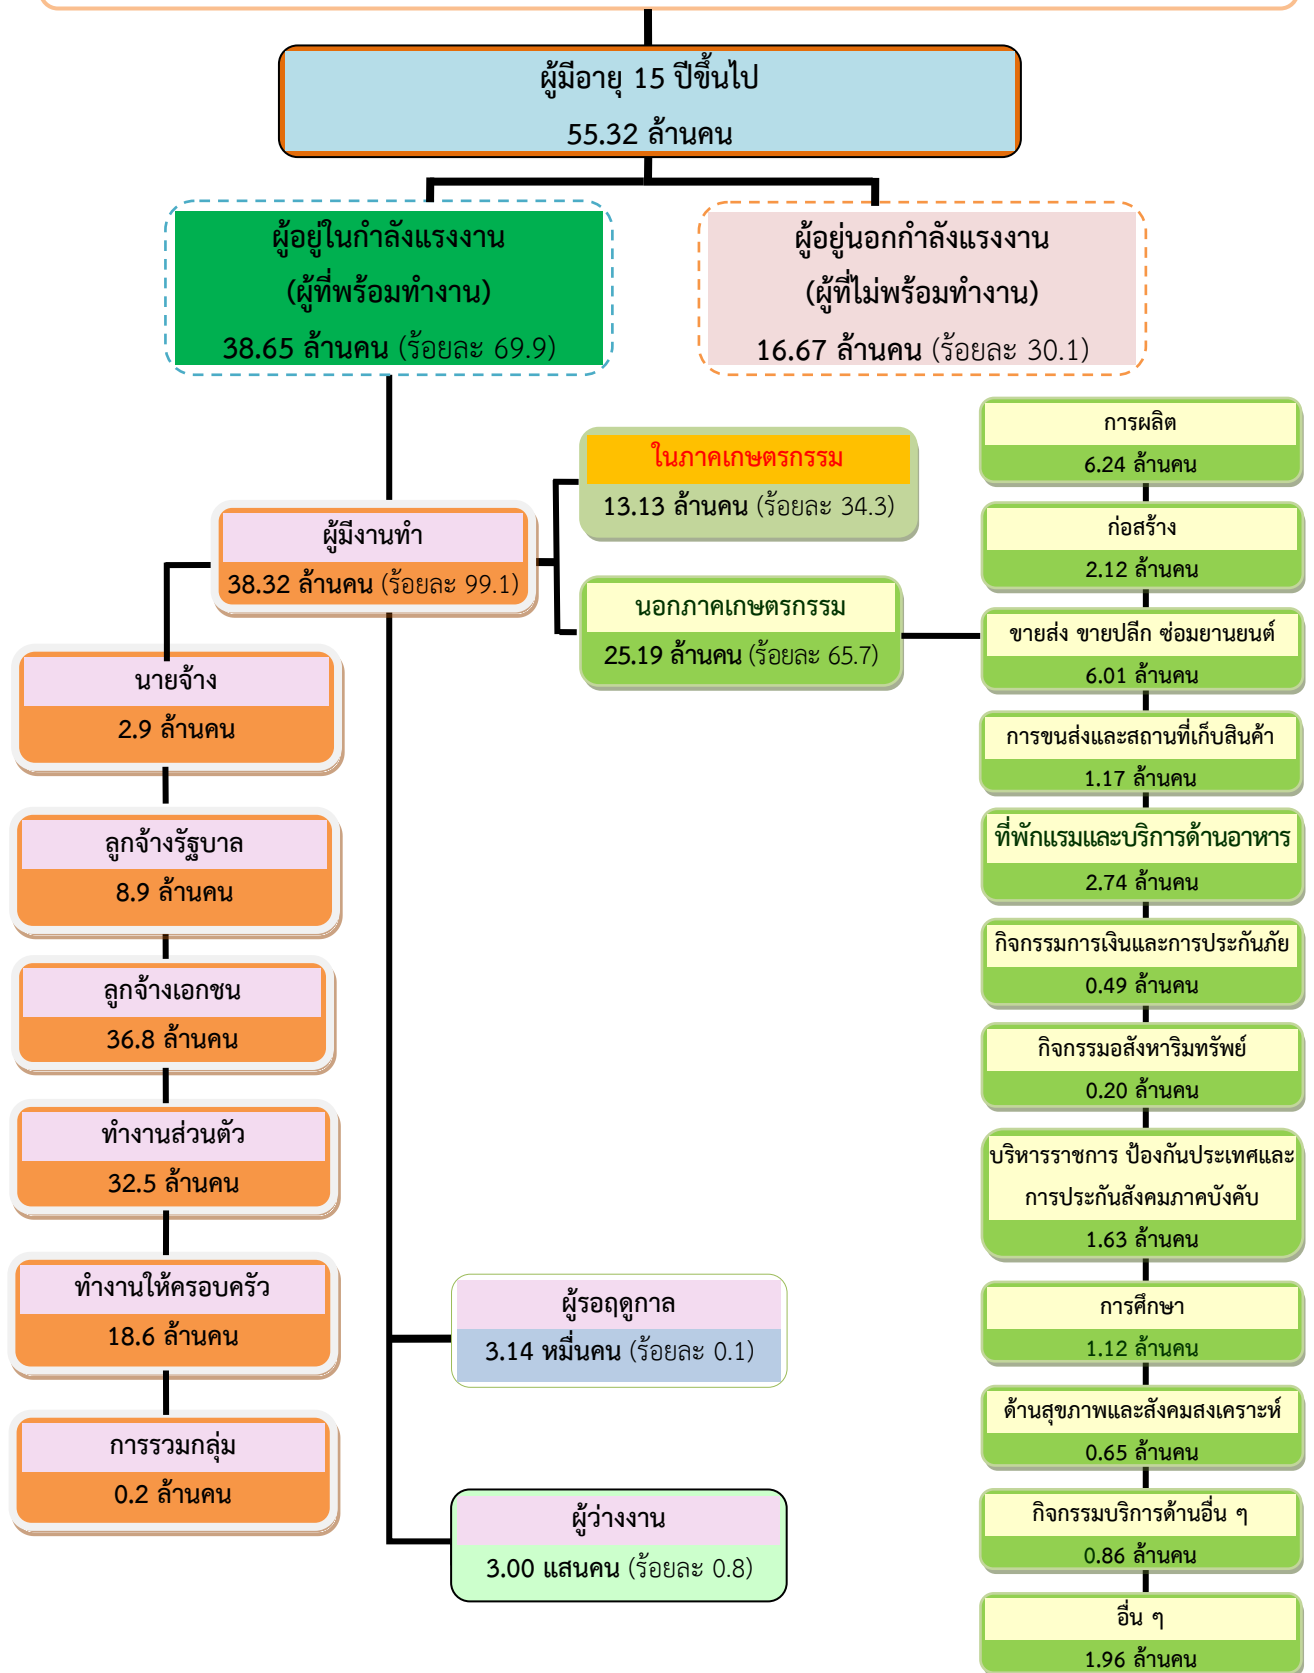 ผู้มีอายุ 15 ปีขึ้นไป
55.32 ล้านคน
ผู้อยู่ในกำลังแรงงาน
(ผู้ที่พร้อมทำงาน)
38.65 ล้านคน (ร้อยละ 69.9)
ผู้อยู่นอกกำลังแรงงาน
(ผู้ที่ไม่พร้อมทำงาน)
16.67 ล้านคน (ร้อยละ 30.1)
ผู้มีงานทำ
38.32 ล้านคน (ร้อยละ 99.1)
ในภาคเกษตรกรรม
13.13 ล้านคน (ร้อยละ 34.3)
นอกภาคเกษตรกรรม
25.19 ล้านคน (ร้อยละ 65.7)
นายจ้าง
2.9 ล้านคน
ลูกจ้างรัฐบาล
8.9 ล้านคน
ลูกจ้างเอกชน
36.8 ล้านคน
ทำงานส่วนตัว
32.5 ล้านคน
ทำงานให้ครอบครัว
18.6 ล้านคน
การรวมกลุ่ม
0.2 ล้านคน
ผู้รอฤดูกาล
3.14 หมื่นคน (ร้อยละ 0.1)
ผู้ว่างงาน
3.00 แสนคน (ร้อยละ 0.8)
การผลิต
6.24 ล้านคน
ก่อสร้าง
2.12 ล้านคน
ขายส่ง ขายปลีก ซ่อมยานยนต์
6.01 ล้านคน
การขนส่งและสถานที่เก็บสินค้า
1.17 ล้านคน
ที่พักแรมและบริการด้านอาหาร
2.74 ล้านคน
กิจกรรมการเงินและการประกันภัย
0.49 ล้านคน
กิจกรรมอสังหาริมทรัพย์
0.20 ล้านคน
บริหารราชการ ป้องกันประเทศและ
การประกันสังคมภาคบังคับ
1.63 ล้านคน
การศึกษา
1.12 ล้านคน
ด้านสุขภาพและสังคมสงเคราะห์
0.65 ล้านคน
กิจกรรมบริการด้านอื่น ๆ
0.86 ล้านคน
อื่น ๆ
1.96 ล้านคน